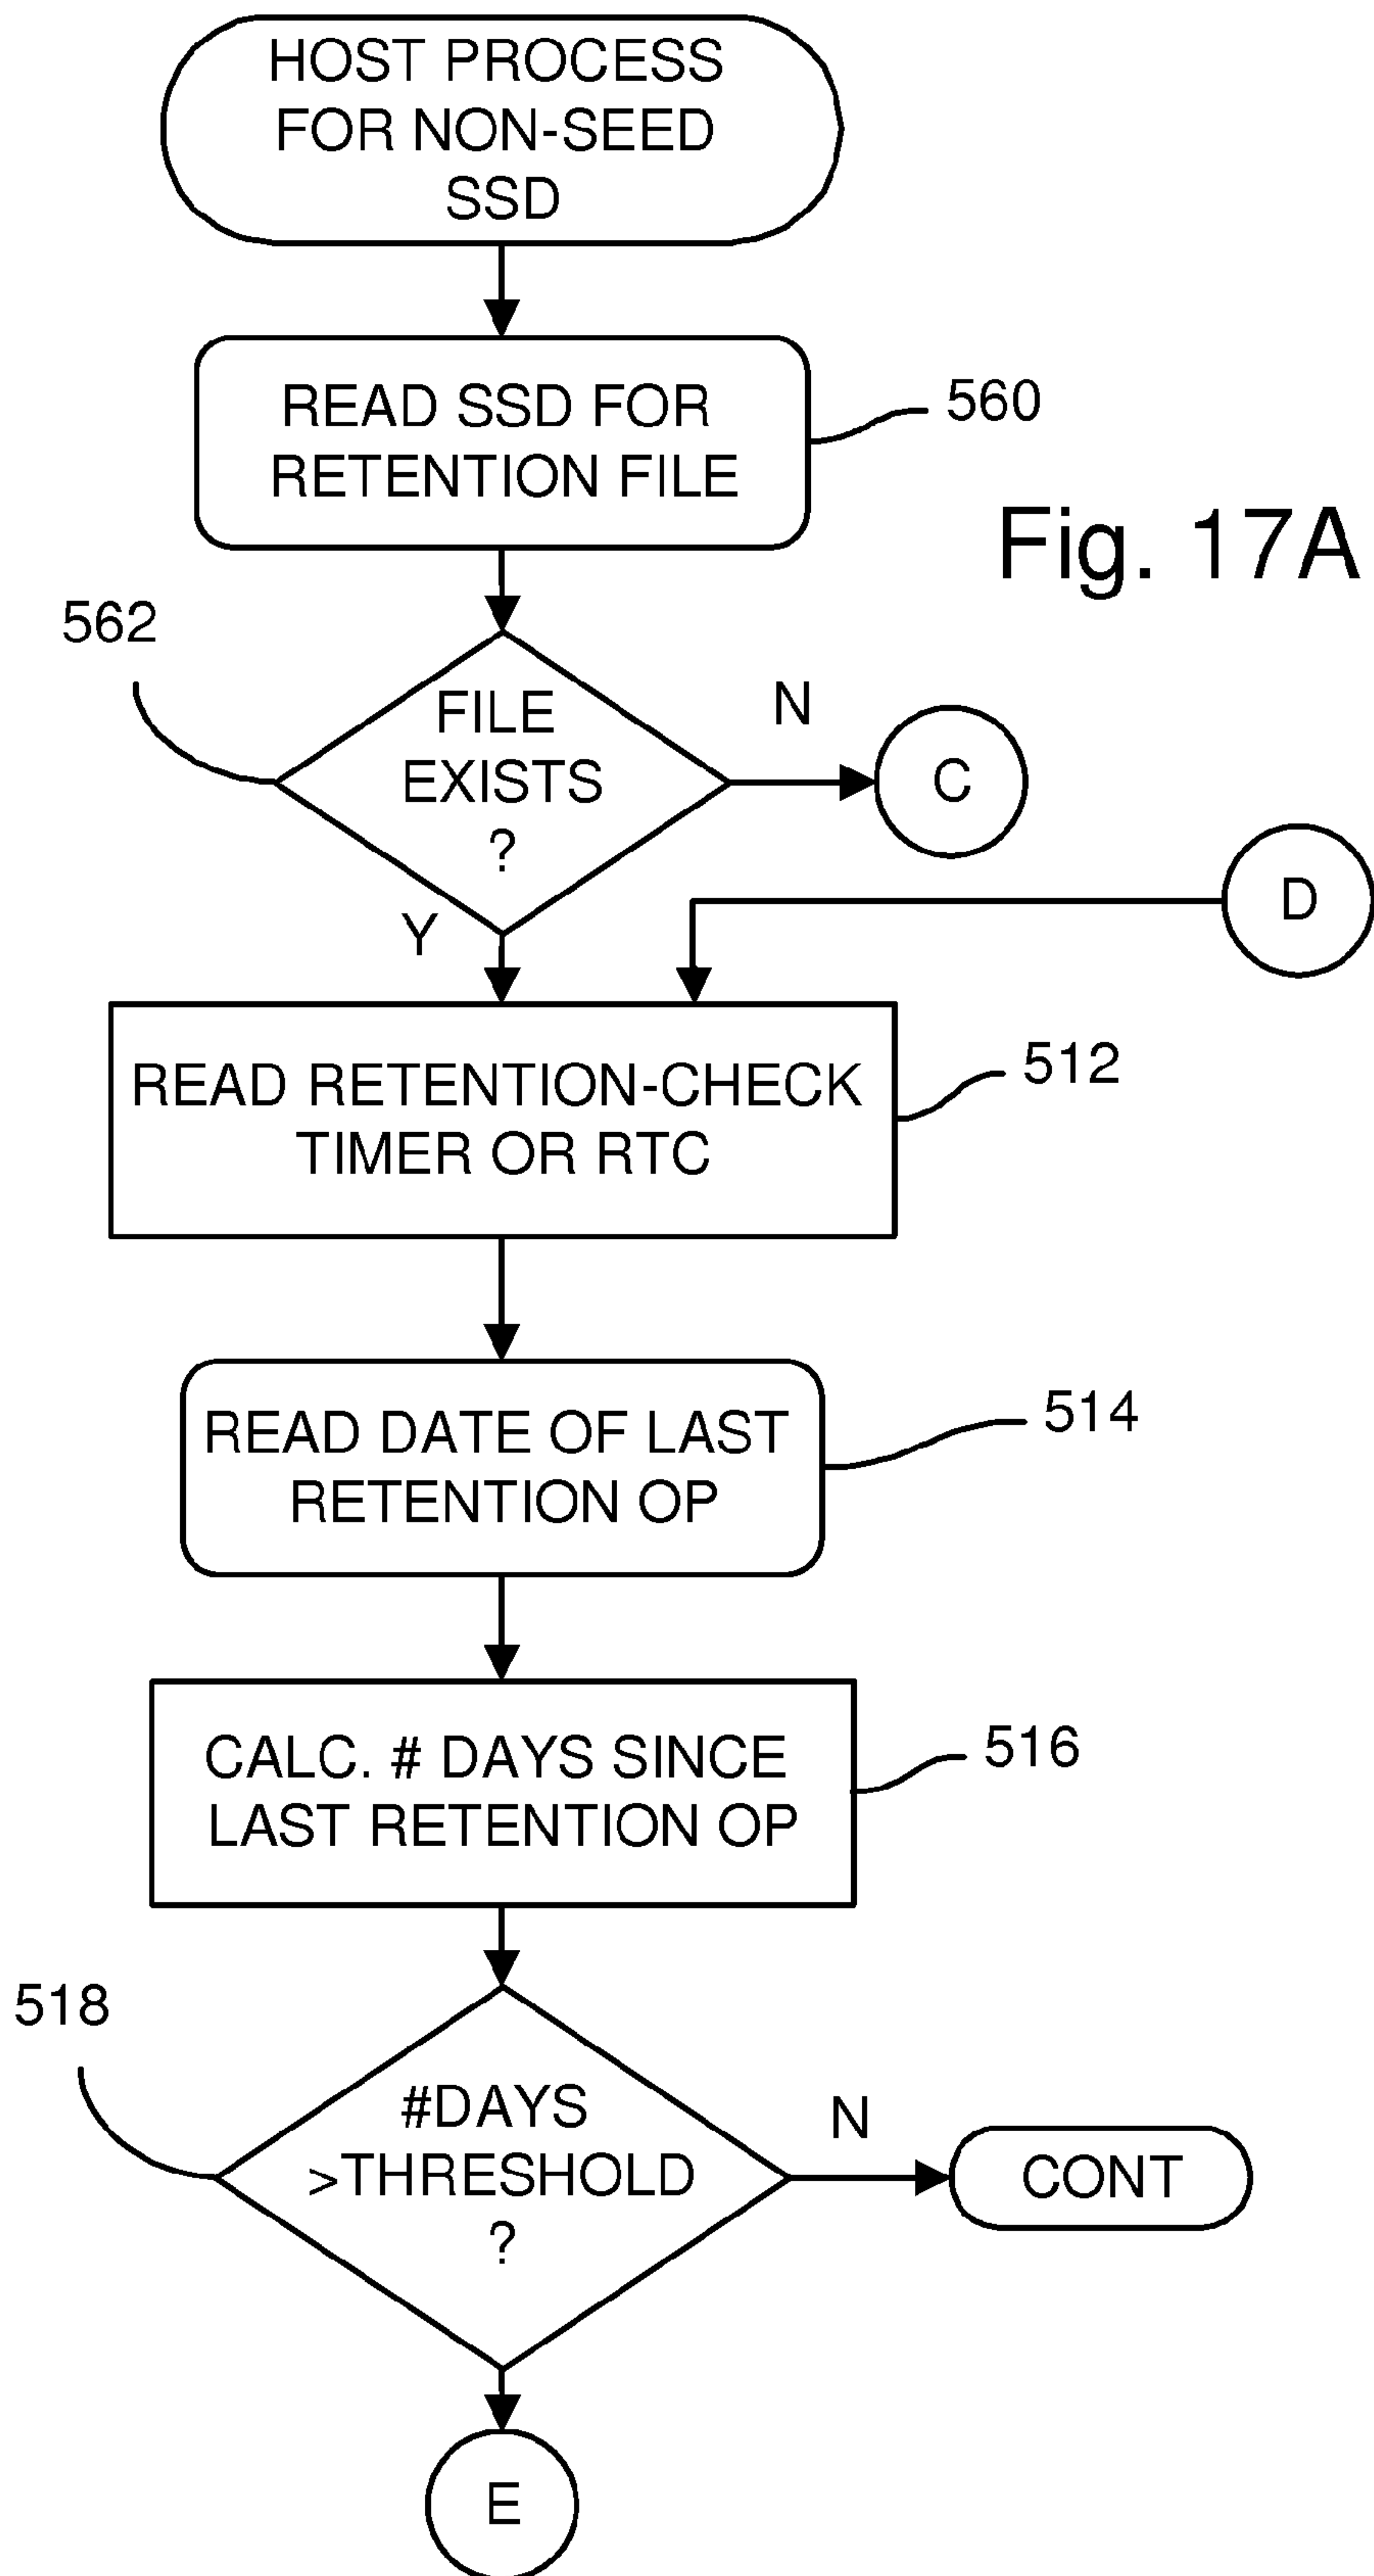 HOST PROCESS
FOR NON-SEED
SSD
READ SSD FOR
RETENTION FILE
560
Fig. 17A
562
FILE
EXISTS
?
N
C
D
Y
READ RETENTION-CHECK
TIMER OR RTC
512
READ DATE OF LAST
RETENTION OP
514
CALC. # DAYS SINCE
LAST RETENTION OP
516
518
#DAYS
>THRESHOLD
?
N
CONT
E